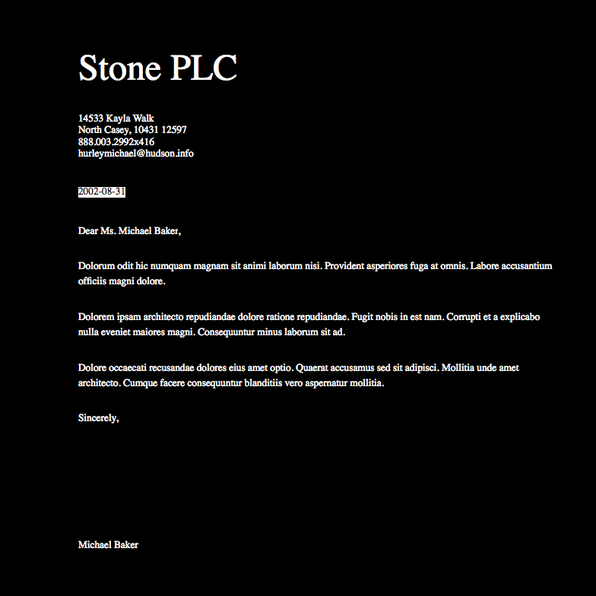 Stone PLC
14533 Kayla Walk
North Casey, 10431 12597
888.003.2992x416
hurleymichael@hudson.info
2002-08-31
Dear Ms. Michael Baker,
Dolorum odit hic numquam magnam sit animi laborum nisi. Provident asperiores fuga at omnis. Labore accusantium
officiis magni dolore.
Dolorem ipsam architecto repudiandae dolore ratione repudiandae. Fugit nobis in est nam. Corrupti et a explicabo
nulla eveniet maiores magni. Consequuntur minus laborum sit ad.
Dolore occaecati recusandae dolores eius amet optio. Quaerat accusamus sed sit adipisci. Mollitia unde amet
architecto. Cumque facere consequuntur blanditiis vero aspernatur mollitia.
Sincerely,
Michael Baker